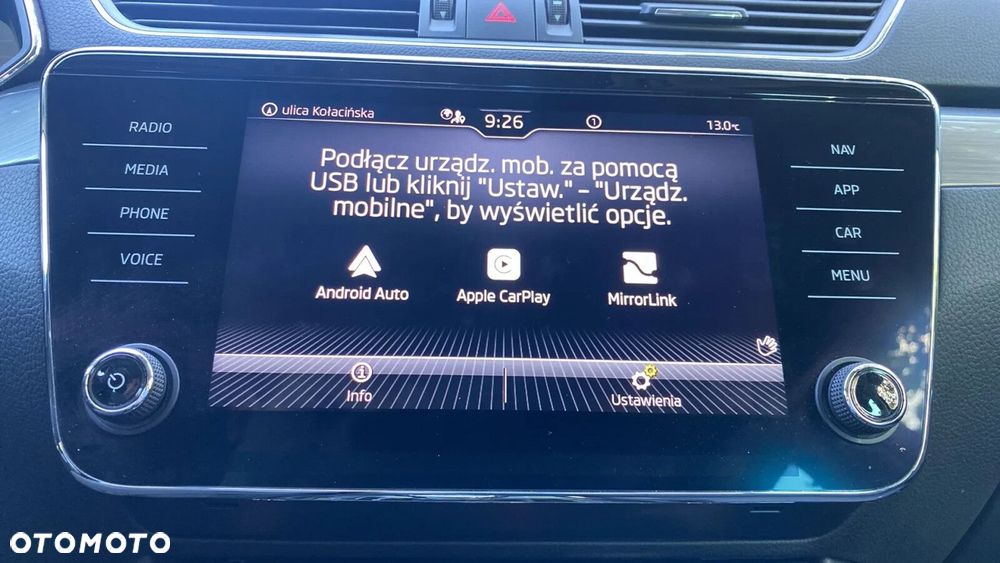 ulica Kołacińska
9:26
1
13.0°C
RADIO
MEDIA
PHONE
VOICE
Podłącz urządz. mob. za pomocą
USB lub kliknij "Ustaw." - "Urządz.
mobilne", by wyświetlić opcje.
Android Auto
Apple CarPlay
MirrorLink
Info
Ustawienia
NAV
APP
CAR
MENU
OTOMOTO